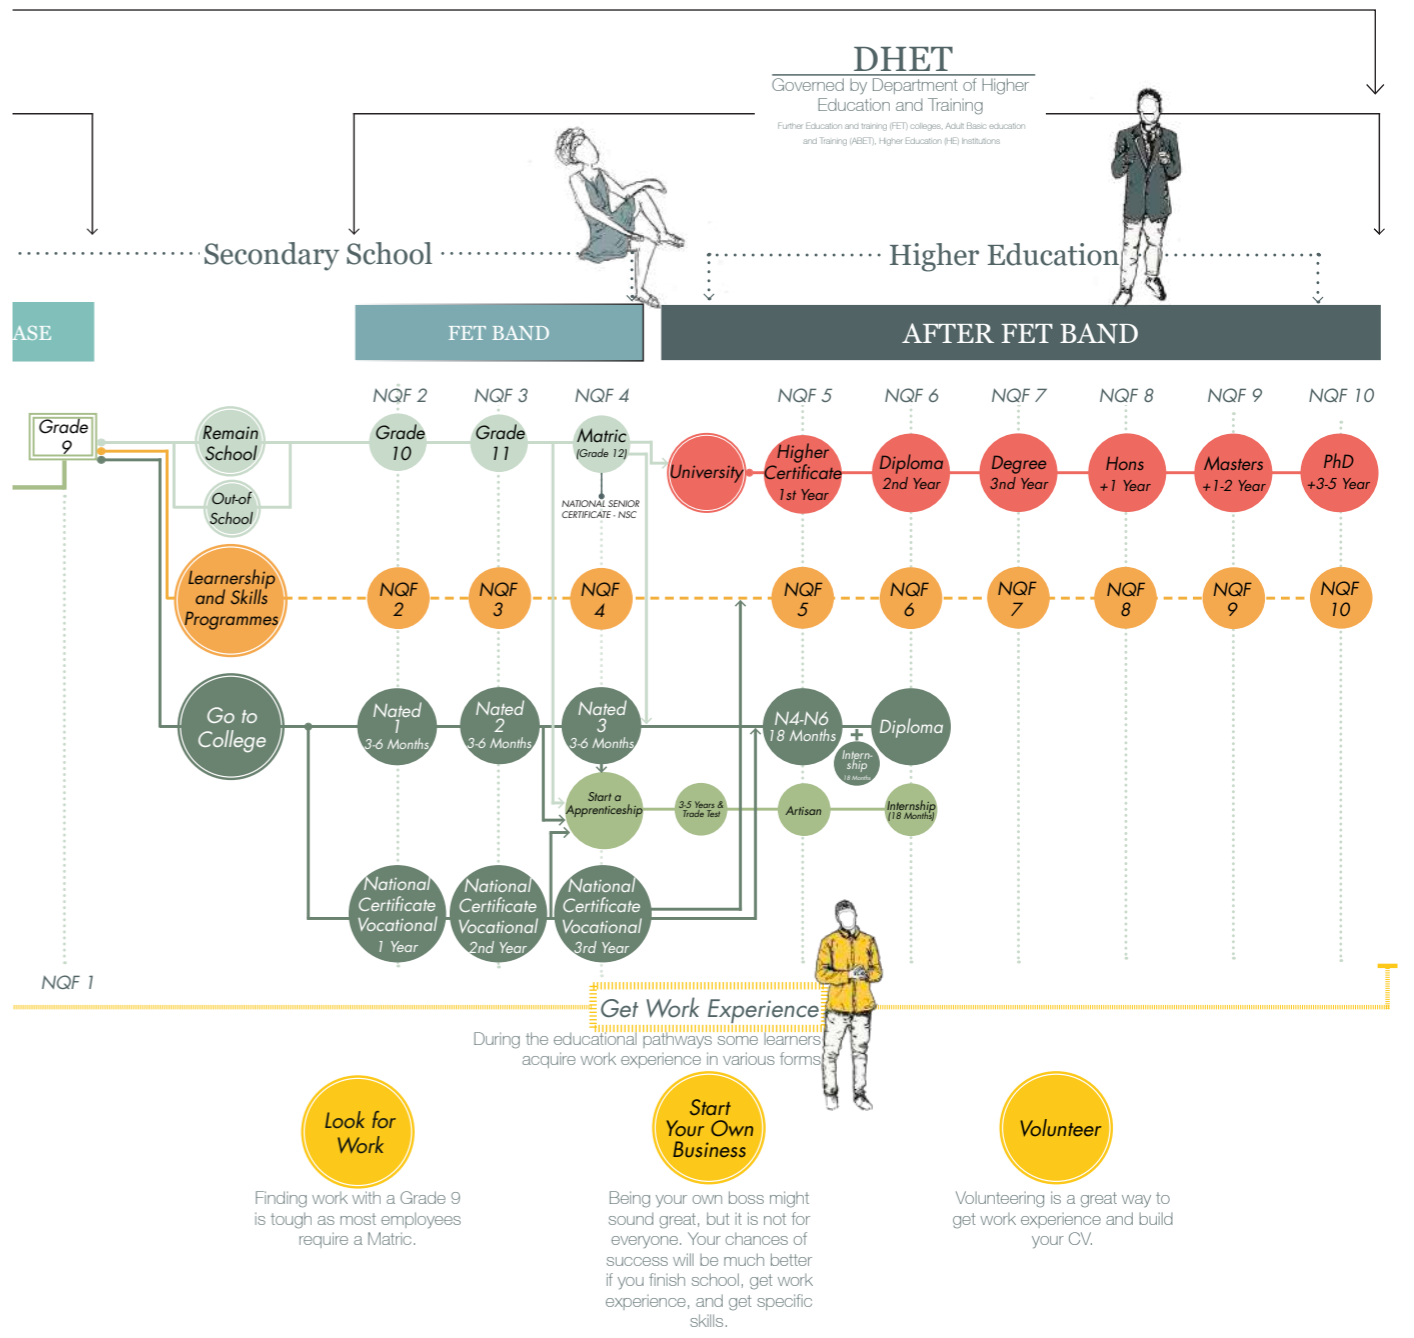 DHET
Governed by Department of Higher
Education and Training
Further Education and training (FET) colleges, Adult Basic education
and Training (ABET), Higher Education (HE) Institutions
Secondary School
Higher Education
ASE
FET BAND
AFTER FET BAND
NQF 2
NQF 3
NQF 4
NQF 5
NQF 6
NQF 7
NQF 8
NQF 9
NQF 10
Grade
9
Remain
School
Out-of
School
Grade
10
Grade
11
Matric
(Grade 12)
NATIONAL SENIOR
CERTIFICATE - NSC
University
Higher
Certificate
1st Year
Diploma
2nd Year
Degree
3nd Year
Hons
+1 Year
Masters
+1-2 Year
PhD
+3-5 Year
Learnership
and Skills
Programmes
NQF
2
NQF
3
NQF
4
NQF
5
NQF
6
NQF
7
NQF
8
NQF
9
NQF
10
Go to
College
Nated
1
3-6 Months
Nated
2
3-6 Months
Nated
3
3-6 Months
N4-N6
18 Months
+
Intern-
ship
18 Months
Diploma
Start a
Apprenticeship
3-5 Years &
Trade Test
Artisan
Internship
(18 Months)
National
Certificate
Vocational
1 Year
National
Certificate
Vocational
2nd Year
National
Certificate
Vocational
3rd Year
NQF 1
Get Work Experience
During the educational pathways some learners
acquire work experience in various forms
Look for
Work
Finding work with a Grade 9
is tough as most employees
require a Matric.
Start
Your Own
Business
Being your own boss might
sound great, but it is not for
everyone. Your chances of
success will be much better
if you finish school, get work
experience, and get specific
skills.
Volunteer
Volunteering is a great way to
get work experience and build
your CV.